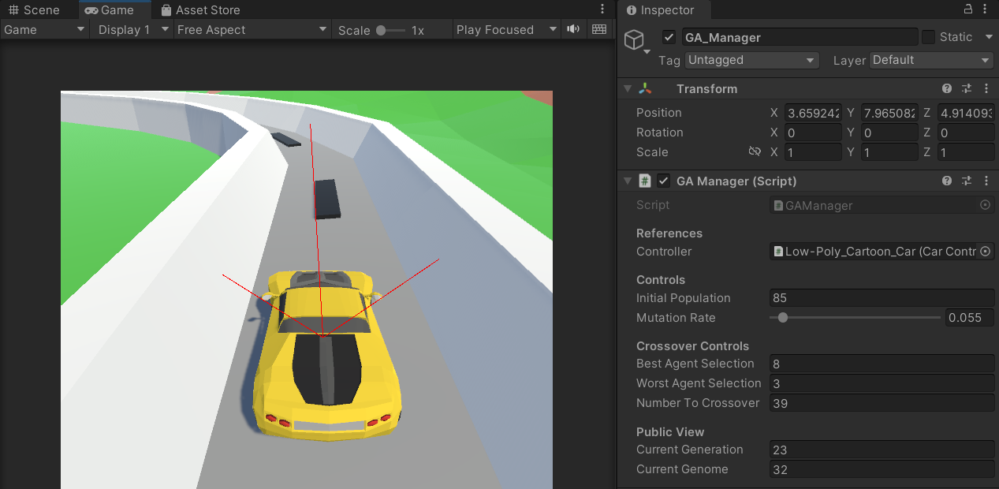 Scene Game Asset Store
Game Display 1 Free Aspect Scale 1x Play Focused
Inspector
GA_Manager Static
Tag Untagged Layer Default
Transform
Position X 3.659242 Y 7.965082 Z 4.914093
Rotation X 0 Y 0 Z 0
Scale X 1 Y 1 Z 1
# GA Manager (Script)
Script # GAManager
References
Controller # Low-Poly_Cartoon_Car (Car Contr
Controls
Initial Population 85
Mutation Rate 0.055
Crossover Controls
Best Agent Selection 8
Worst Agent Selection 3
Number To Crossover 39
Public View
Current Generation 23
Current Genome 32